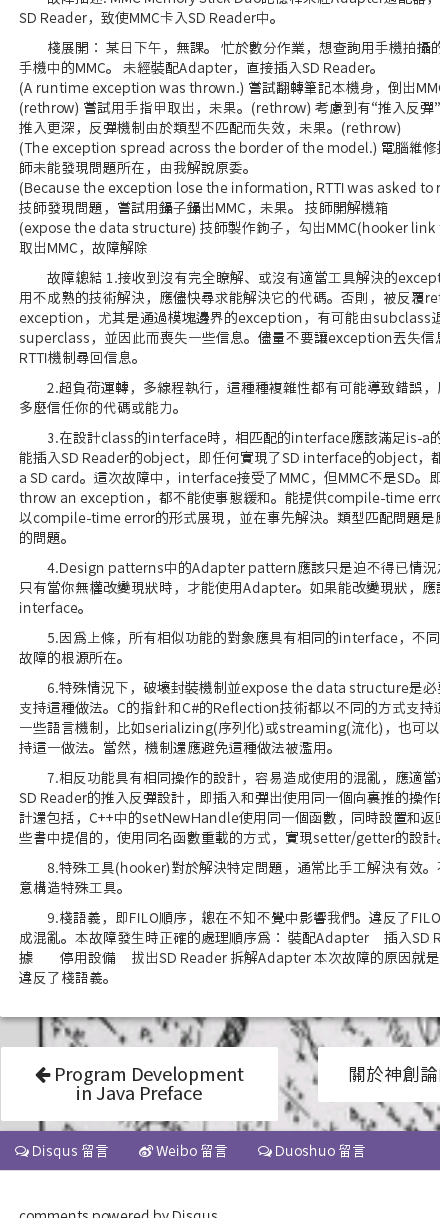 SD Reader，致使MMC卡入SD Reader中。
棧展開： 某日下午，無課。 忙於數分作業，想查詢用手機拍攝的
手機中的MMC。 未經裝配Adapter，直接插入SD Reader。
(A runtime exception was thrown.) 嘗試翻轉筆記本機身，倒出MMC
(rethrow) 嘗試用手指甲取出，未果。(rethrow) 考慮到有“推入反彈”
推入更深，反彈機制由於類型不匹配而失效，未果。(rethrow)
(The exception spread across the border of the model.) 電腦維修技
師未能發現問題所在，由我解說原委。
(Because the exception lose the information, RTTI was asked to r
技師發現問題，嘗試用鑷子鑷出MMC，未果。 技師開解機箱
(expose the data structure) 技師製作鉤子，勾出MMC(hooker link
取出MMC，故障解除
故障總結 1.接收到沒有完全瞭解、或沒有適當工具解決的except
用不成熟的技術解決，應儘快尋求能解決它的代碼。否則，被反覆ret
exception，尤其是通過模塊邊界的exception，有可能由subclass退
superclass，並因此而喪失一些信息。儘量不要讓exception丟失信息
RTTI機制尋回信息。
2.超負荷運轉，多線程執行，這種種複雜性都有可能導致錯誤，
多麼信任你的代碼或能力。
3.在設計class的interface時，相匹配的interface應該滿足is-a的
能插入SD Reader的object，即任何實現了SD interface的object，都
a SD card。這次故障中，interface接受了MMC，但MMC不是SD。即
throw an exception，都不能使事態緩和。能提供compile-time erro
以compile-time error的形式展現，並在事先解決。類型匹配問題是應
的問題。
4.Design patterns中的Adapter pattern應該只是迫不得已情況
只有當你無權改變現狀時，才能使用Adapter。如果能改變現狀，應該
interface。
5.因爲上條，所有相似功能的對象應具有相同的interface，不同
故障的根源所在。
6.特殊情況下，破壞封裝機制並expose the data structure是必
支持這種做法。C的指針和C#的Reflection技術都以不同的方式支持這
一些語言機制，比如serializing(序列化)或streaming(流化)，也可以
持這一做法。當然，機制還應避免這種做法被濫用。
7.相反功能具有相同操作的設計，容易造成使用的混亂，應適當
SD Reader的推入反彈設計，即插入和彈出使用同一個向裏推的操作的
計還包括，C++中的setNewHandle使用同一個函數，同時設置和返回
些書中提倡的，使用同名函數重載的方式，實現setter/getter的設計。
8.特殊工具(hooker)對於解決特定問題，通常比手工解決有效。
意構造特殊工具。
9.棧語義，即FILO順序，總在不知不覺中影響我們。違反了FILO
成混亂。本故障發生時正確的處理順序爲： 裝配Adapter 插入SD R
據 停用設備 拔出SD Reader 拆解Adapter 本次故障的原因就是
違反了棧語義。
Program Development
in Java Preface
關於神創論
Disqus 留言 Weibo 留言 Duoshuo 留言
comments powered by Disqus